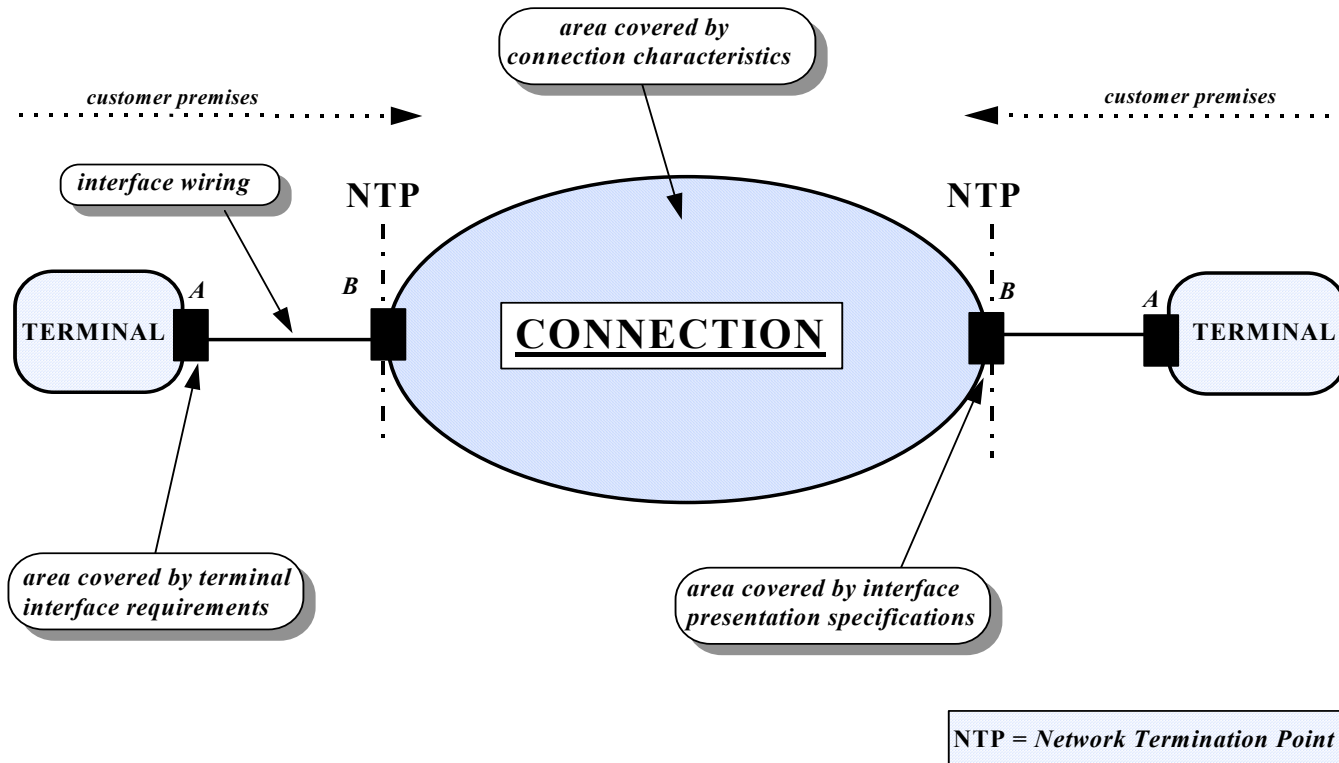 area covered by
connection characteristics
customer premises
customer premises
interface wiring
NTP
NTP
A
B
B
A
TERMINAL
CONNECTION
TERMINAL
area covered by terminal
interface requirements
area covered by interface
presentation specifications
NTP = Network Termination Point